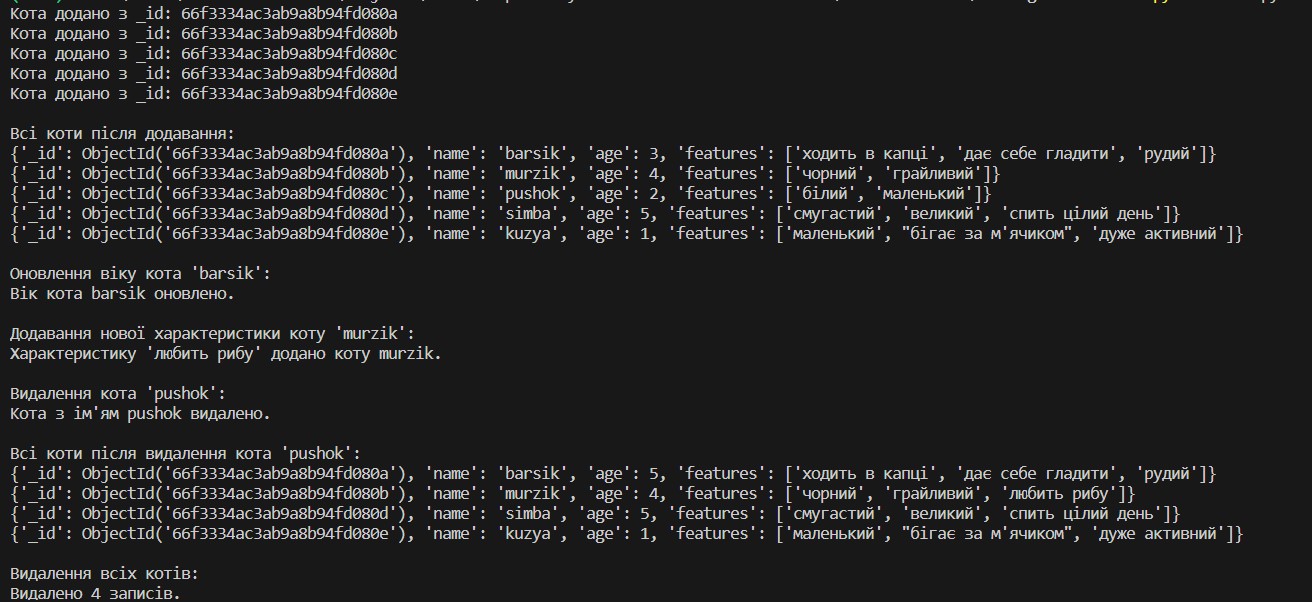 Кота додано з _id: 66f3334ac3ab9a8b94fd080a
Кота додано з _id: 66f3334ac3ab9a8b94fd080b
Кота додано з _id: 66f3334ac3ab9a8b94fd080c
Кота додано з _id: 66f3334ac3ab9a8b94fd080d
Кота додано з _id: 66f3334ac3ab9a8b94fd080e
Всі коти після додавання:
{'_id': ObjectId('66f3334ac3ab9a8b94fd080a'), 'name': 'barsik', 'age': 3, 'features': ['ходить в капці', 'дає себе гладити', 'рудий']}
{'_id': ObjectId('66f3334ac3ab9a8b94fd080b'), 'name': 'murzik', 'age': 4, 'features': ['чорний', 'грайливий']}
{'_id': ObjectId('66f3334ac3ab9a8b94fd080c'), 'name': 'pushok', 'age': 2, 'features': ['білий', 'маленький']}
{'_id': ObjectId('66f3334ac3ab9a8b94fd080d'), 'name': 'simba', 'age': 5, 'features': ['смугастий', 'великий', 'спить цілий день']}
{'_id': ObjectId('66f3334ac3ab9a8b94fd080e'), 'name': 'kuzya', 'age': 1, 'features': ['маленький', "бігає за м'ячиком", 'дуже активний']}
Оновлення віку кота 'barsik':
Вік кота barsik оновлено.
Додавання нової характеристики коту 'murzik':
Характеристику 'любить рибу' додано коту murzik.
Видалення кота 'pushok':
Кота з ім'ям pushok видалено.
Всі коти після видалення кота 'pushok':
{'_id': ObjectId('66f3334ac3ab9a8b94fd080a'), 'name': 'barsik', 'age': 5, 'features': ['ходить в капці', 'дає себе гладити', 'рудий']}
{'_id': ObjectId('66f3334ac3ab9a8b94fd080b'), 'name': 'murzik', 'age': 4, 'features': ['чорний', 'грайливий', 'любить рибу']}
{'_id': ObjectId('66f3334ac3ab9a8b94fd080d'), 'name': 'simba', 'age': 5, 'features': ['смугастий', 'великий', 'спить цілий день']}
{'_id': ObjectId('66f3334ac3ab9a8b94fd080e'), 'name': 'kuzya', 'age': 1, 'features': ['маленький', "бігає за м'ячиком", 'дуже активний']}
Видалення всіх котів:
Видалено 4 записів.